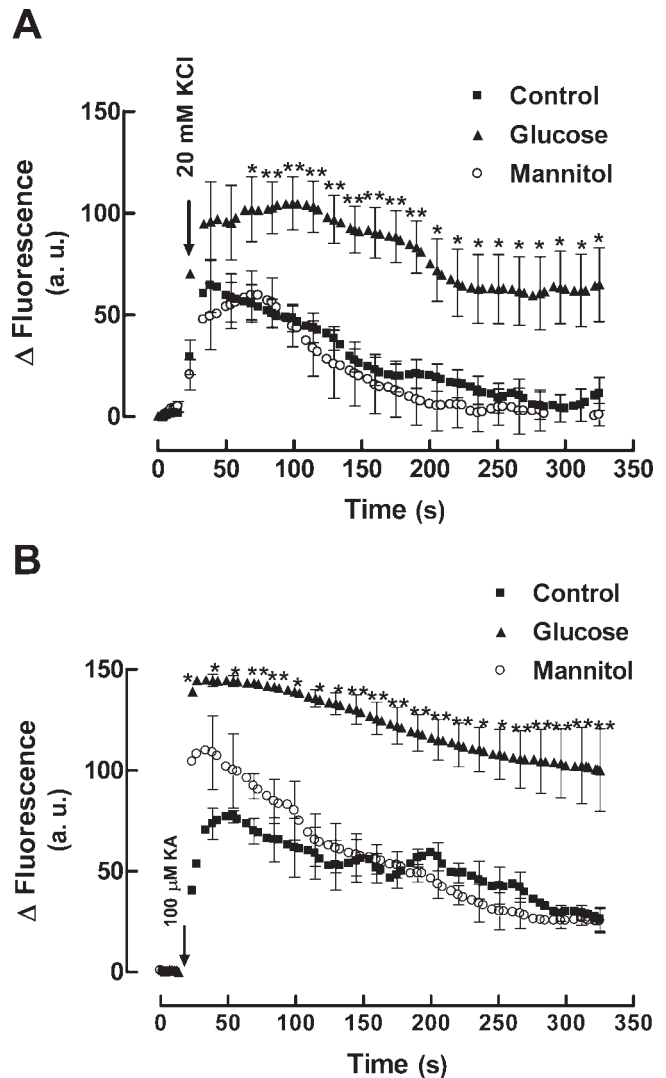 A
20 mM KCl
Control
Glucose
Mannitol
150
100
50
0
Δ Fluorescence
(a. u.)
* ** ** ** ** ** ** ** ** ** * * * * * * * *
0 50 100 150 200 250 300 350
Time (s)
B
100 µM KA
Control
Glucose
Mannitol
150
100
50
0
Δ Fluorescence
(a. u.)
* * * ** ** * * * ** ** ** ** ** ** * * ** ** ** ** **
0 50 100 150 200 250 300 350
Time (s)